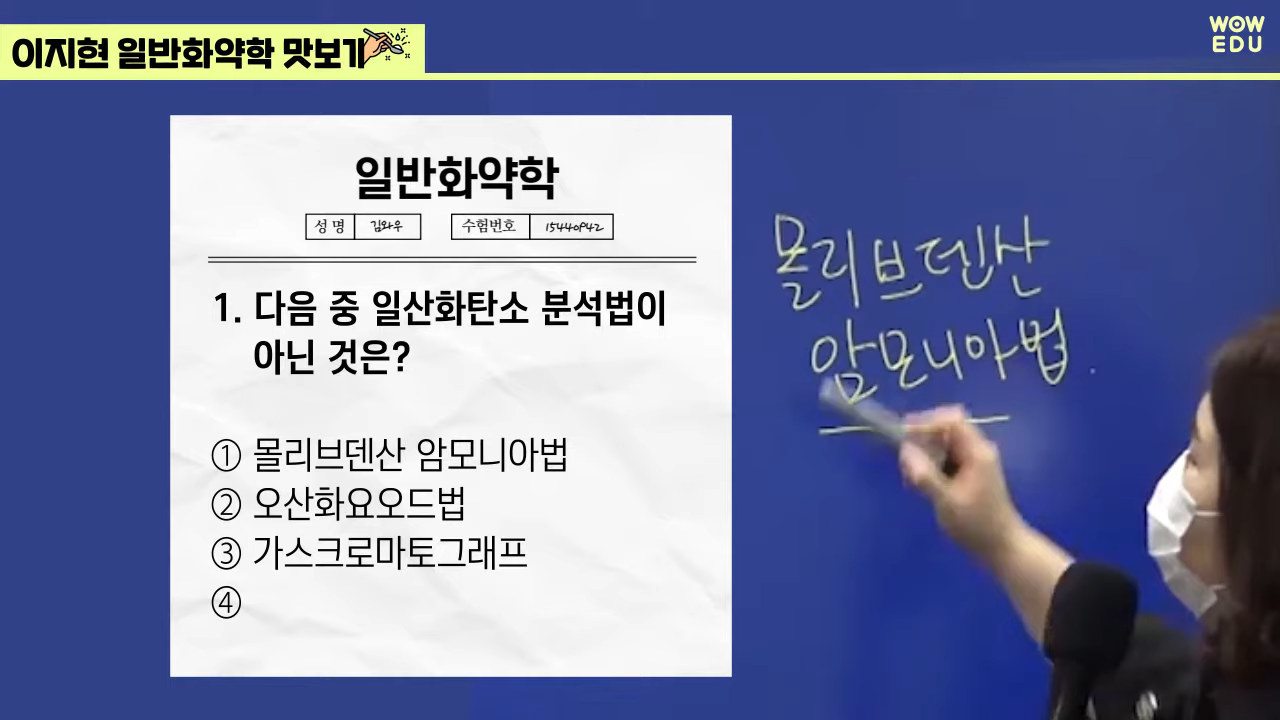 이지현 일반화약학 맛보기
WOW
EDU
일반화약학
성 명 김와우 수험번호 15440942
1. 다음 중 일산화탄소 분석법이
아닌 것은?
① 몰리브덴산 암모니아법
② 오산화요오드법
③ 가스크로마토그래프
④
몰리브덴산
암모니아법.